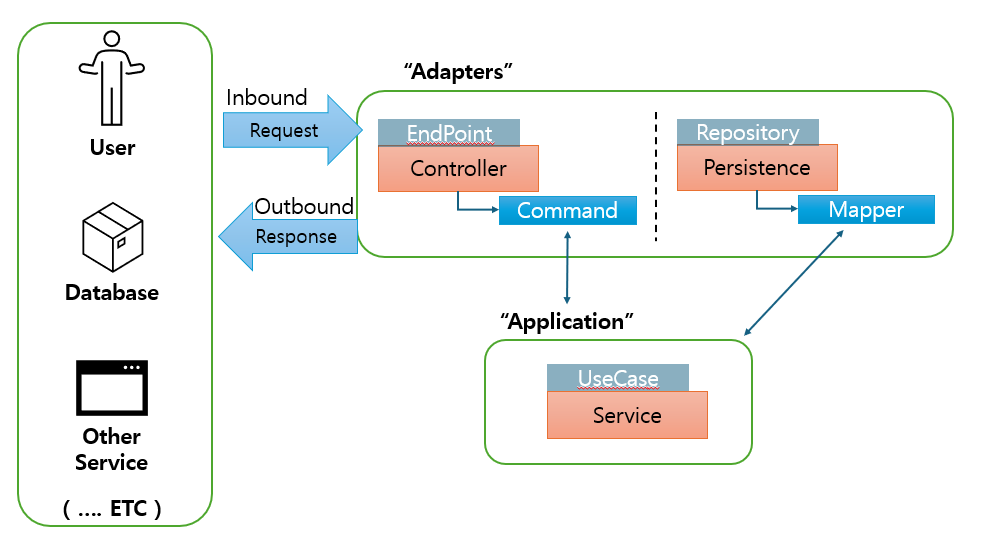 User
Database
Other
Service
( .... ETC )
Inbound
Request
Outbound
Response
“Adapters”
EndPoint
Controller
Command
Repository
Persistence
Mapper
“Application”
UseCase
Service